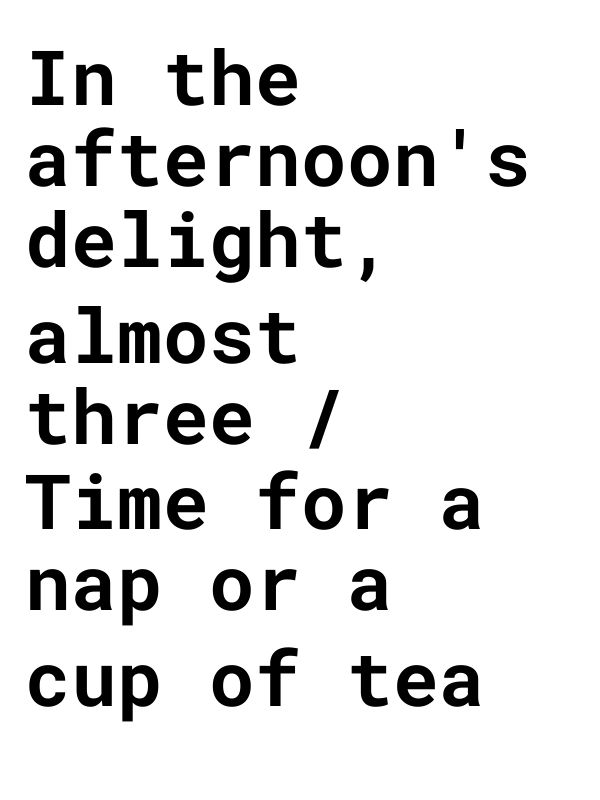 In the
afternoon's
delight,
almost
three /
Time for a
nap or a
cup of tea